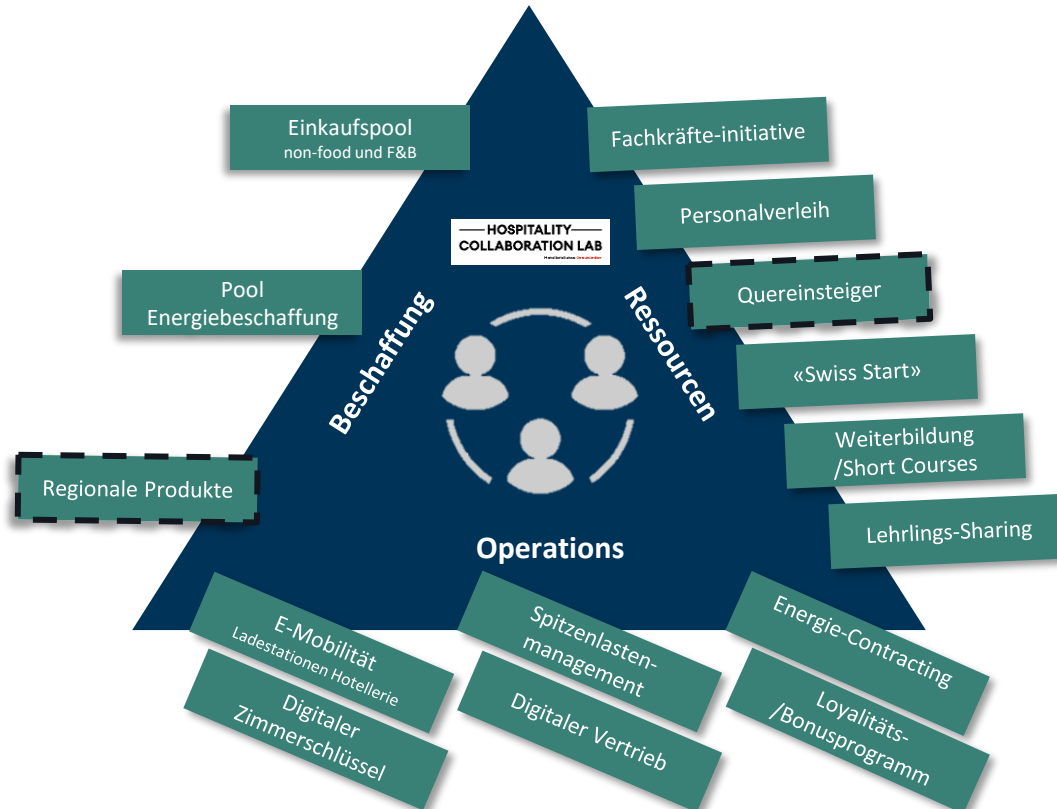 Einkaufspool
non-food und F&B
Fachkräfte-initiative
Personalverleih
HOSPITALITY
COLLABORATION LAB
Pool
Energiebeschaffung
Quereinsteiger
Beschaffung
Ressourcen
«Swiss Start»
Weiterbildung
/Short Courses
Regionale Produkte
Lehrlings-Sharing
Operations
E-Mobilität
Ladestationen Hotellerie
Spitzenlasten-
management
Energie-Contracting
Digitaler
Zimmerschlüssel
Digitaler Vertrieb
Loyalitäts-
/Bonusprogramm